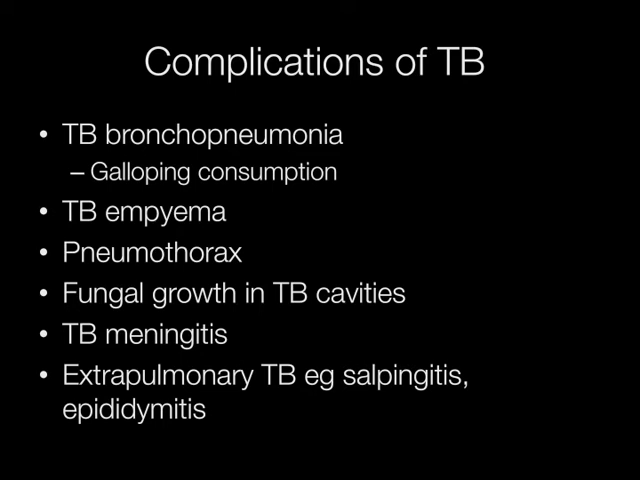 Complications of TB
• TB bronchopneumonia
– Galloping consumption
• TB empyema
• Pneumothorax
• Fungal growth in TB cavities
• TB meningitis
• Extrapulmonary TB eg salpingitis,
epididymitis